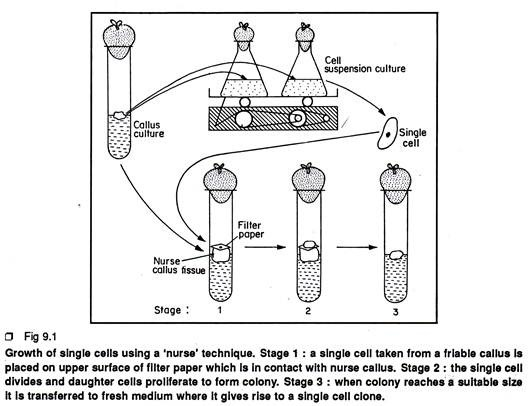 Cell
suspension culture
Callus
culture
Single
cell
Filter
paper
Nurse
callus tissue
Stage : 1 2 3
❒ Fig 9.1
Growth of single cells using a 'nurse' technique. Stage 1 : a single cell taken from a friable callus is
placed on upper surface of filter paper which is in contact with nurse callus. Stage 2 : the single cell
divides and daughter cells proliferate to form colony. Stage 3 : when colony reaches a suitable size
it is transferred to fresh medium where it gives rise to a single cell clone.